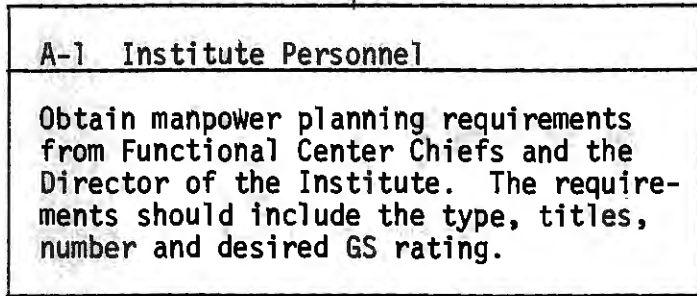 A-1 Institute Personnel
Obtain manpower planning requirements
from Functional Center Chiefs and the
Director of the Institute. The require-
ments should include the type, titles,
number and desired GS rating.